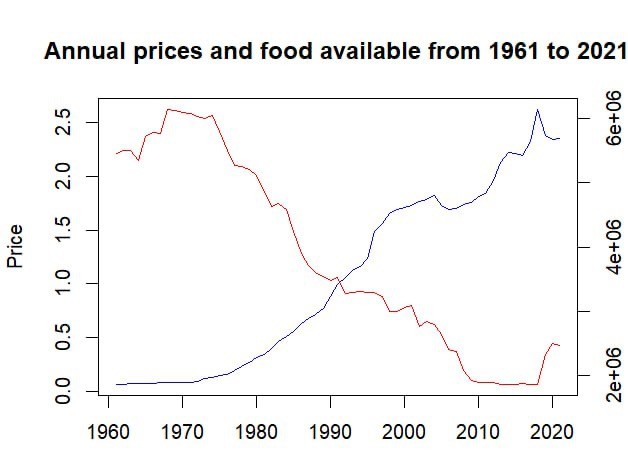 Annual prices and food available from 1961 to 2021
Price
2.5
2.0
1.5
1.0
0.5
0.0
6e+06
4e+06
2e+06
1960 1970 1980 1990 2000 2010 2020